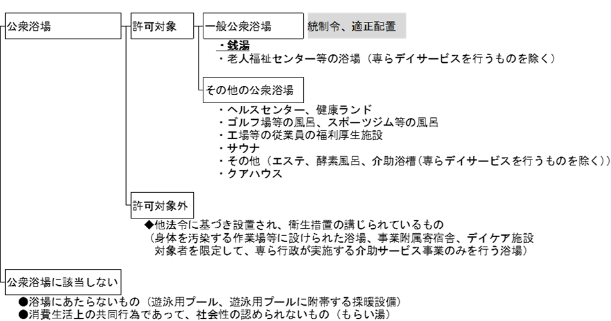 公衆浴場
許可対象
一般公衆浴場
統制令、適正配置
・銭湯
・老人福祉センター等の浴場（専らデイサービスを行うものを除く）
その他の公衆浴場
・ヘルスセンター、健康ランド
・ゴルフ場等の風呂、スポーツジム等の風呂
・工場等の従業員の福利厚生施設
・サウナ
・その他（エステ、酵素風呂、介助浴槽（専らデイサービスを行うものを除く））
・クアハウス
許可対象外
◆他法令に基づき設置され、衛生措置の講じられているもの
（身体を汚染する作業場等に設けられた浴場、事業附属寄宿舎、デイケア施設
対象者を限定して、専ら行政が実施する介助サービス事業のみを行う浴場）
公衆浴場に該当しない
●浴場にあたらないもの（遊泳用プール、遊泳用プールに附帯する採暖設備）
●消費生活上の共同行為であって、社会性の認められないもの（もらい湯）